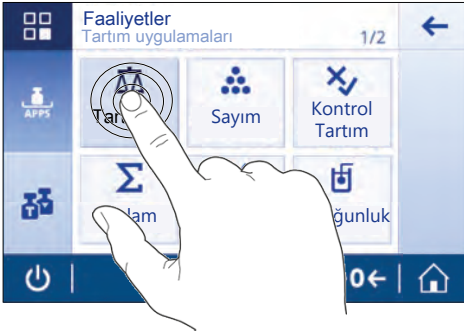 Faaliyetler
Tartım uygulamaları
1/2
APPS
Sayım
Kontrol
Tartım
0←